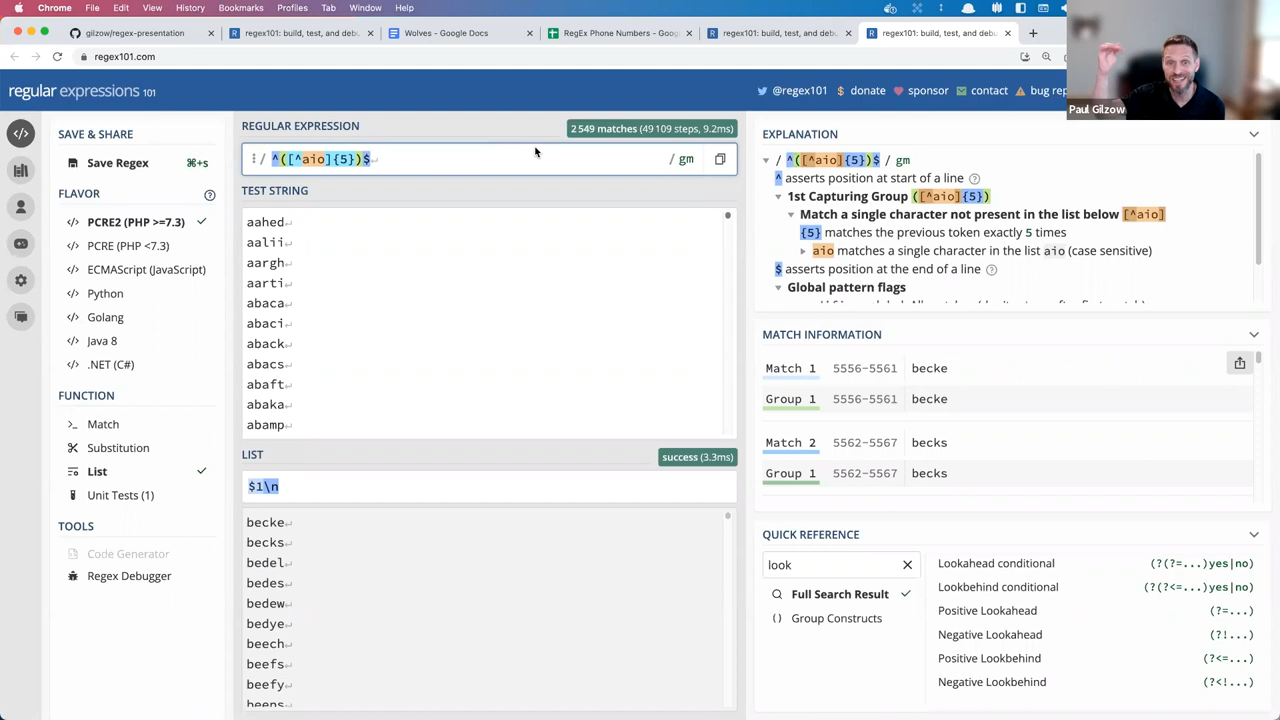 Chrome File Edit View History Bookmarks Profiles Tab Window Help
gilzow/regex-presentation
regex101: build, test, and debu
Wolves - Google Docs
RegEx Phone Numbers - Goog
regex101: build, test, and debu
regex101: build, test, and debu
regex101.com
Paul Gilzow
regular expressions 101
@regex101 $ donate sponsor contact bug rep
SAVE & SHARE
Save Regex ⌘+s
FLAVOR
</> PCRE2 (PHP >=7.3)
</> PCRE (PHP <7.3)
</> ECMAScript (JavaScript)
</> Python
</> Golang
</> Java 8
</> .NET (C#)
FUNCTION
>_ Match
Substitution
List
Unit Tests (1)
TOOLS
Code Generator
Regex Debugger
REGULAR EXPRESSION
2 549 matches (49 109 steps, 9.2ms)
/ ^([^aio]{5})$↵ / gm
TEST STRING
aahed↵
aalii↵
aargh↵
aarti↵
abaca↵
abaci↵
aback↵
abacs↵
abaft↵
abaka↵
abamp↵
LIST
success (3.3ms)
$1\n
becke↵
becks↵
bedel↵
bedes↵
bedew↵
bedye↵
beech↵
beefs↵
beefy↵
EXPLANATION
/ ^([^aio]{5})$ / gm
^ asserts position at start of a line
1st Capturing Group ([^aio]{5})
Match a single character not present in the list below [^aio]
{5} matches the previous token exactly 5 times
aio matches a single character in the list aio (case sensitive)
$ asserts position at the end of a line
Global pattern flags
MATCH INFORMATION
Match 1 5556-5561 becke
Group 1 5556-5561 becke
Match 2 5562-5567 becks
Group 1 5562-5567 becks
QUICK REFERENCE
look
Full Search Result
() Group Constructs
Lookahead conditional (?(?=...)yes|no)
Lookbehind conditional (?(?<=...)yes|no)
Positive Lookahead (?=...)
Negative Lookahead (?!...)
Positive Lookbehind (?<=...)
Negative Lookbehind (?<!...)